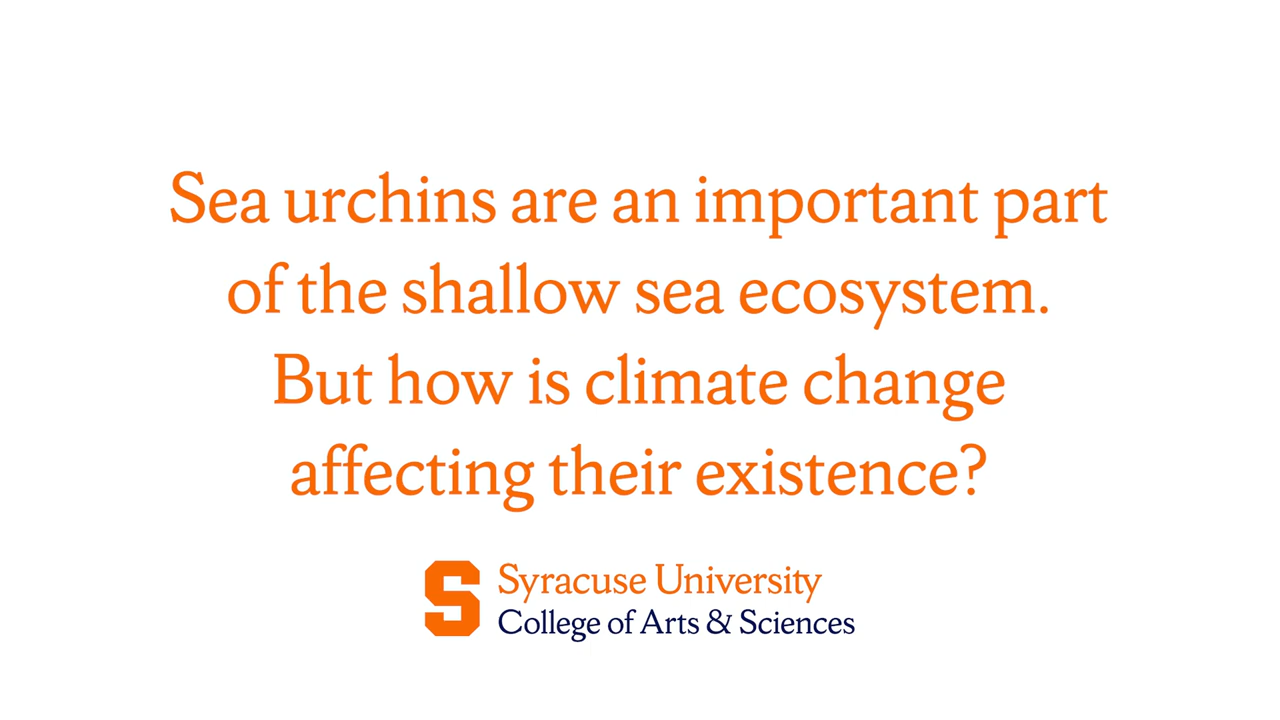 Sea urchins are an important part
of the shallow sea ecosystem.
But how is climate change
affecting their existence?
S
Syracuse University
College of Arts & Sciences